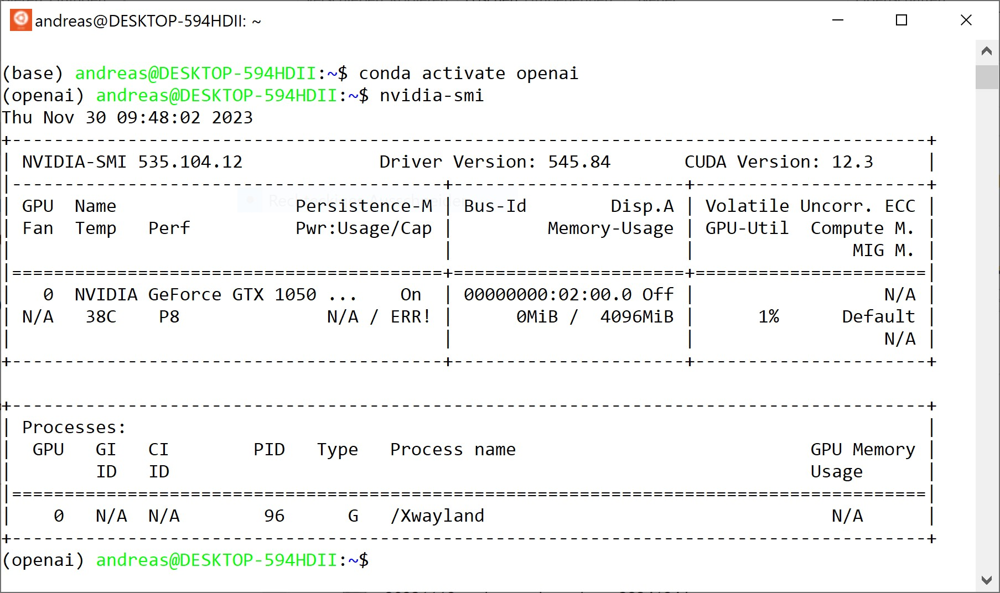 andreas@DESKTOP-594HDII: ~
(base) andreas@DESKTOP-594HDII:~$ conda activate openai
(openai) andreas@DESKTOP-594HDII:~$ nvidia-smi
Thu Nov 30 09:48:02 2023
+---------------------------------------------------------------------------------------+
| NVIDIA-SMI 535.104.12             Driver Version: 545.84       CUDA Version: 12.3     |
|-----------------------------------------+----------------------+----------------------+
| GPU  Name                 Persistence-M | Bus-Id        Disp.A | Volatile Uncorr. ECC |
| Fan  Temp   Perf          Pwr:Usage/Cap |         Memory-Usage | GPU-Util  Compute M. |
|                                         |                      |               MIG M. |
|=========================================+======================+======================|
|   0  NVIDIA GeForce GTX 1050 ...    On  | 00000000:02:00.0 Off |                  N/A |
| N/A   38C    P8              N/A / ERR! |      0MiB /  4096MiB |      1%      Default |
|                                         |                      |                  N/A |
+-----------------------------------------+----------------------+----------------------+
+---------------------------------------------------------------------------------------+
| Processes:                                                                            |
|  GPU   GI   CI        PID   Type   Process name                            GPU Memory |
|        ID   ID                                                             Usage      |
|=======================================================================================|
|    0   N/A  N/A        96      G   /Xwayland                                 N/A      |
+---------------------------------------------------------------------------------------+
(openai) andreas@DESKTOP-594HDII:~$